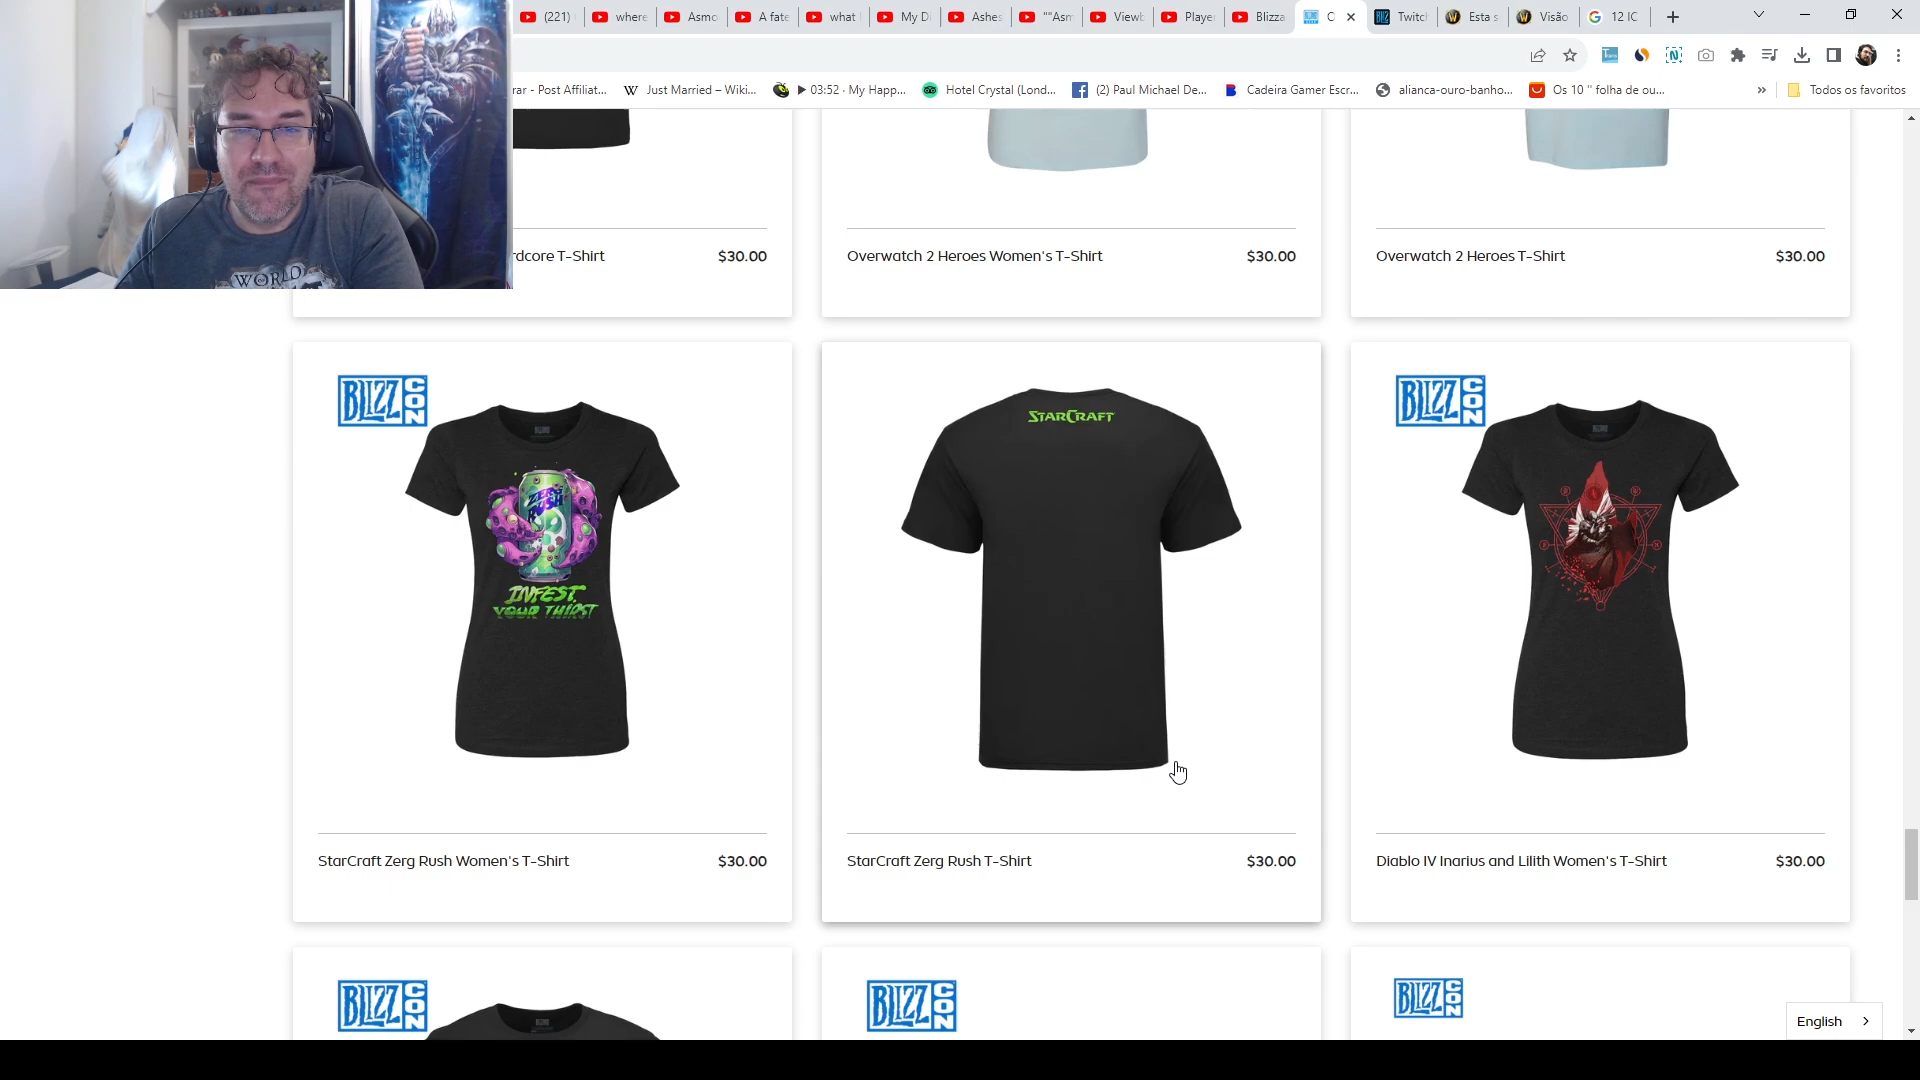 (221)
where
Asmo
A fate
what
My Di
Ashes
""Asm
Viewb
Player
Blizza
C
Twitc
Esta s
Visão
12 IC
rar - Post Affiliat...
Just Married – Wiki...
▶ 03:52 · My Happ...
Hotel Crystal (Lond...
(2) Paul Michael De...
Cadeira Gamer Escr...
alianca-ouro-banho...
Os 10 " folha de ou...
»
Todos os favoritos
WORLD
rdcore T-Shirt $30.00
Overwatch 2 Heroes Women's T-Shirt $30.00
Overwatch 2 Heroes T-Shirt $30.00
BLIZZCON
ZERG
RUSH
INFEST
YOUR THIRST
STARCRAFT
BLIZZCON
StarCraft Zerg Rush Women's T-Shirt $30.00
StarCraft Zerg Rush T-Shirt $30.00
Diablo IV Inarius and Lilith Women's T-Shirt $30.00
BLIZZCON
BLIZZCON
BLIZZCON
English >